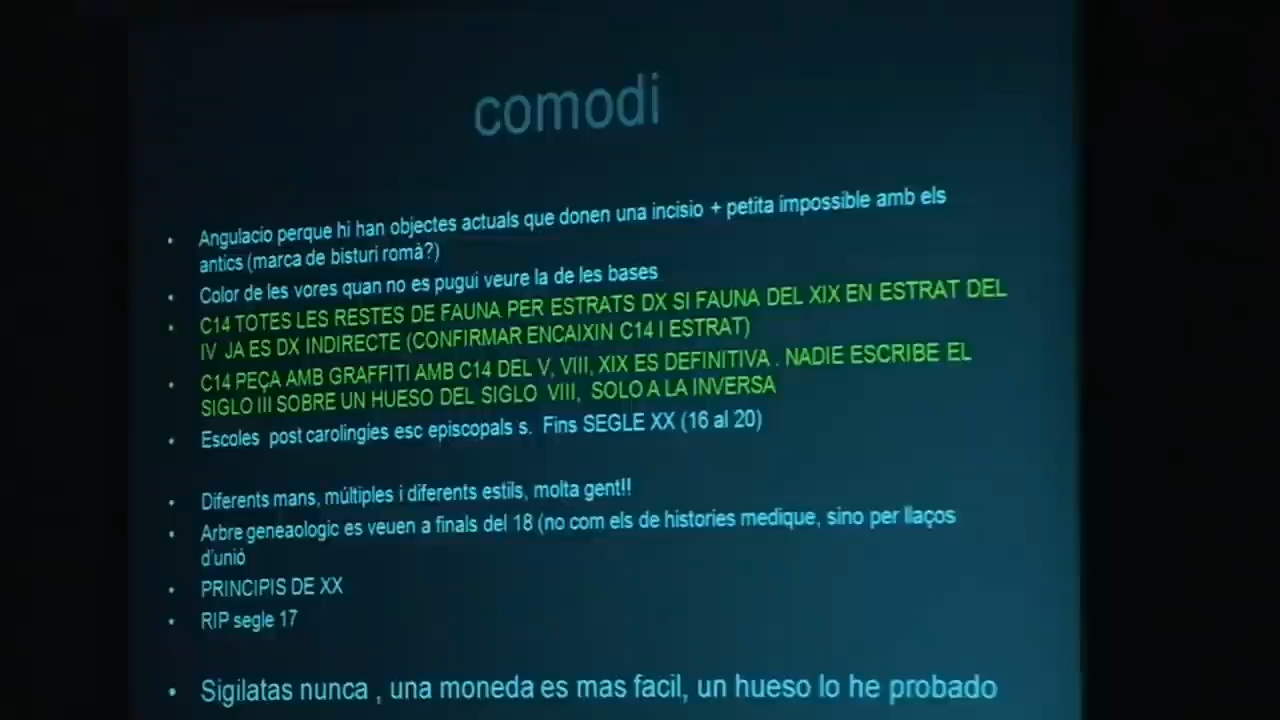 comodi
• Angulacio perque hi han objectes actuals que donen una incisio + petita impossible amb els
antics (marca de bisturi romà?)
• Color de les vores quan no es pugui veure la de les bases
• C14 TOTES LES RESTES DE FAUNA PER ESTRATS DX SI FAUNA DEL XIX EN ESTRAT DEL
IV JA ES DX INDIRECTE (CONFIRMAR ENCAIXIN C14 I ESTRAT)
• C14 PEÇA AMB GRAFFITI AMB C14 DEL V, VIII, XIX ES DEFINITIVA . NADIE ESCRIBE EL
SIGLO III SOBRE UN HUESO DEL SIGLO VIII, SOLO A LA INVERSA
• Escoles post carolingies esc episcopals s. Fins SEGLE XX (16 al 20)
• Diferents mans, múltiples i diferents estils, molta gent!!
• Arbre geneaologic es veuen a finals del 18 (no com els de histories medique, sino per llaços
d'unió
• PRINCIPIS DE XX
• RIP segle 17
• Sigilatas nunca , una moneda es mas facil, un hueso lo he probado